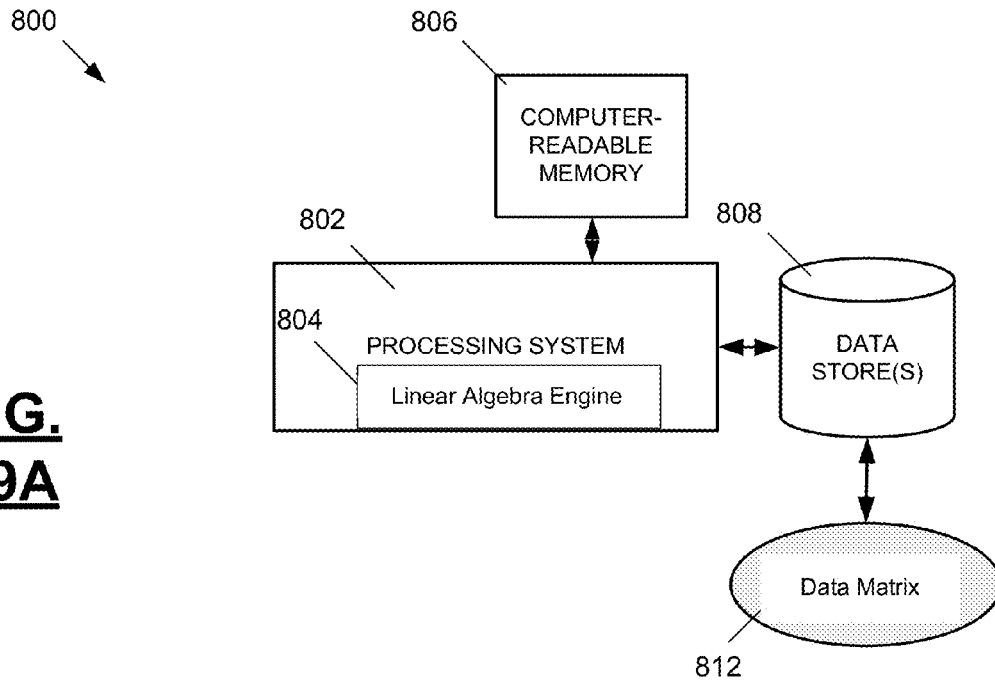 800
806
COMPUTER-
READABLE
MEMORY
802
808
804
PROCESSING SYSTEM
Linear Algebra Engine
DATA
STORE(S)
G.
9A
Data Matrix
812